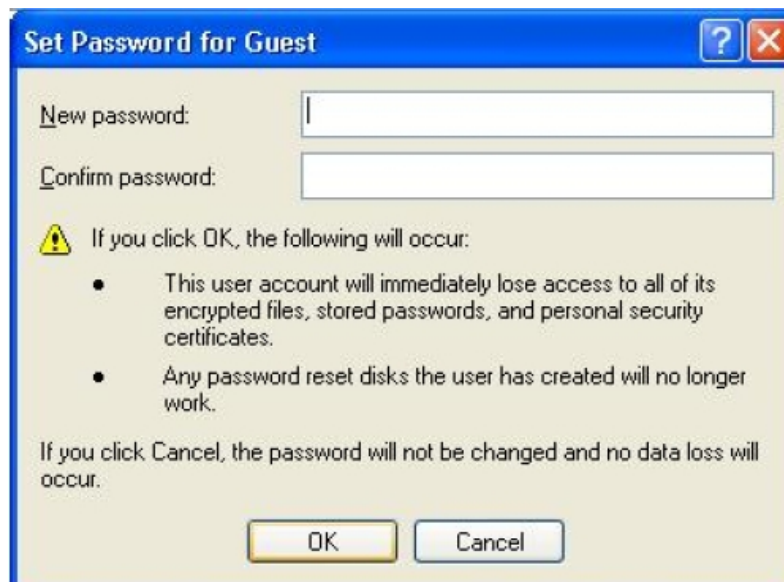 Set Password for Guest
New password:
Confirm password:
If you click OK, the following will occur:
• This user account will immediately lose access to all of its
encrypted files, stored passwords, and personal security
certificates.
• Any password reset disks the user has created will no longer
work.
If you click Cancel, the password will not be changed and no data loss will
occur.
OK Cancel